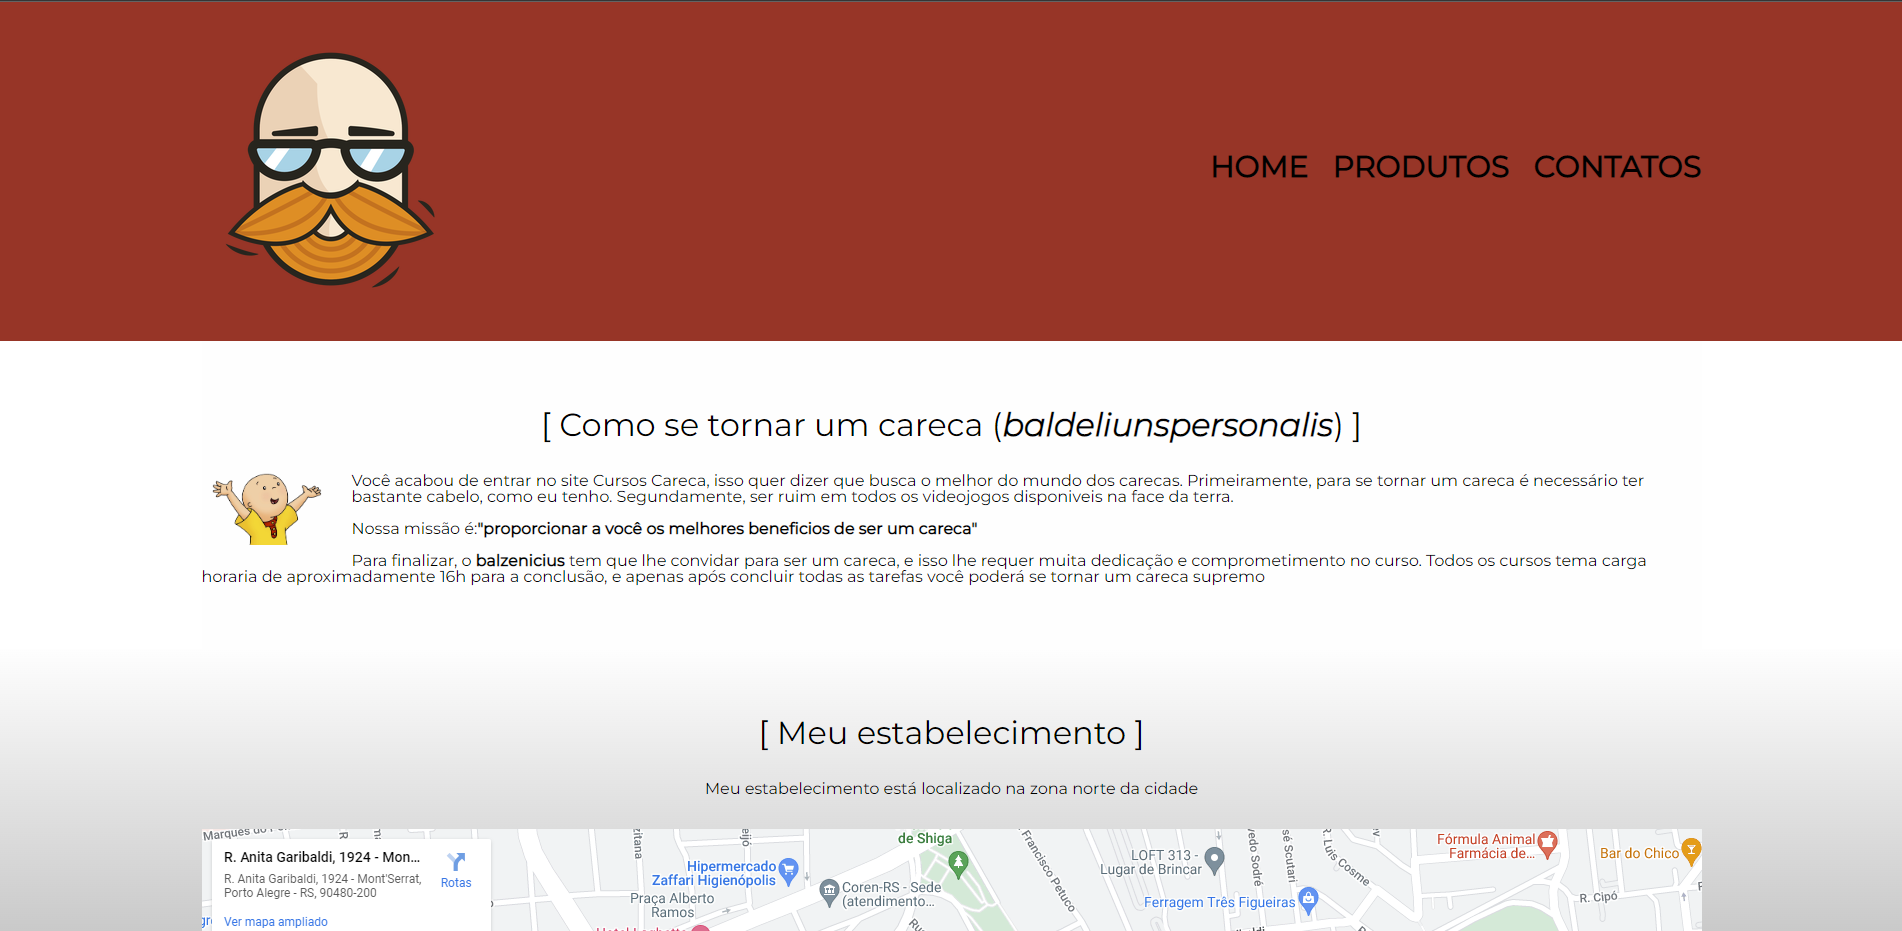 HOME PRODUTOS CONTATOS
[ Como se tornar um careca (baldeliunspersonalis) ]
Você acabou de entrar no site Cursos Careca, isso quer dizer que busca o melhor do mundo dos carecas. Primeiramente, para se tornar um careca é necessário ter
bastante cabelo, como eu tenho. Segundamente, ser ruim em todos os videojogos disponiveis na face da terra.
Nossa missão é:"proporcionar a você os melhores beneficios de ser um careca"
Para finalizar, o balzenicius tem que lhe convidar para ser um careca, e isso lhe requer muita dedicação e comprometimento no curso. Todos os cursos tema carga
horaria de aproximadamente 16h para a conclusão, e apenas após concluir todas as tarefas você poderá se tornar um careca supremo
[ Meu estabelecimento ]
Meu estabelecimento está localizado na zona norte da cidade
R. Anita Garibaldi, 1924 - Mon...
R. Anita Garibaldi, 1924 - Mont'Serrat,
Porto Alegre - RS, 90480-200
Rotas
Ver mapa ampliado
Marques do
Hipermercado
Zaffari Higienópolis
Praça Alberto
Ramos
de Shiga
Coren-RS - Sede
(atendimento...
Francisco Petuco
LOFT 313 -
Lugar de Brincar
Ferragem Três Figueiras
R. Luis Cosme
Fórmula Animal
Farmácia de...
Bar do Chico
R. Cipó